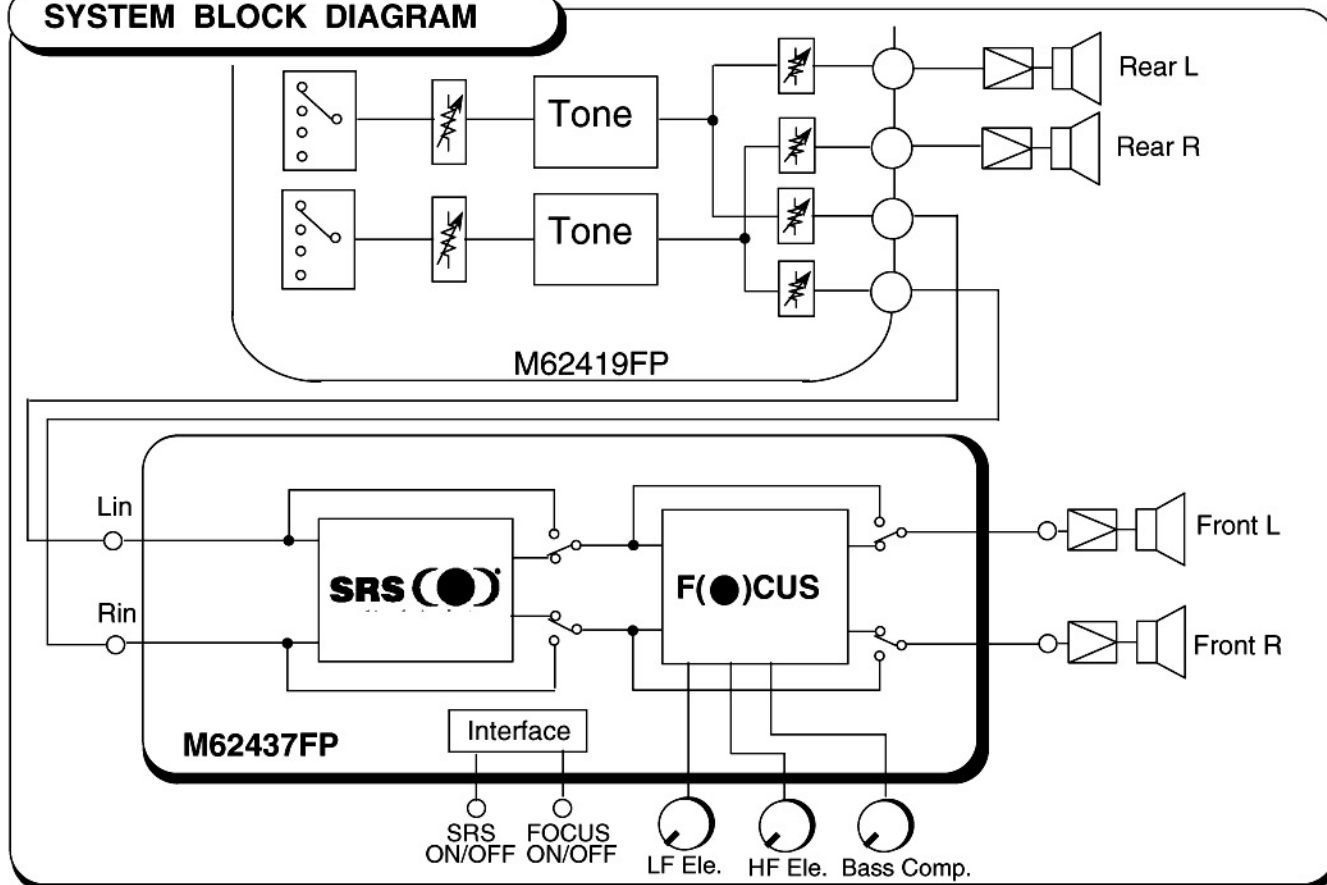 SYSTEM BLOCK DIAGRAM
Rear L
Tone
Rear R
Tone
M62419FP
Lin
Front L
SRS
F(●)CUS
Rin
Front R
Interface
M62437FP
SRS
ON/OFF
FOCUS
ON/OFF
LF Ele.
HF Ele.
Bass Comp.